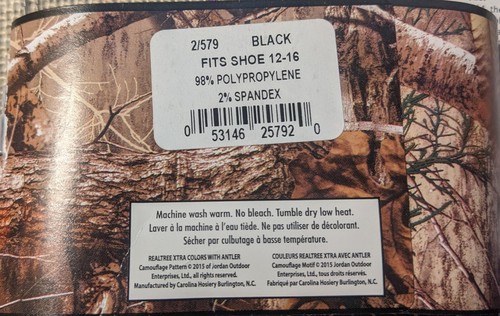 2/579 BLACK
FITS SHOE 12-16
98% POLYPROPYLENE
2% SPANDEX
0 53146 25792 0
Machine wash warm. No bleach. Tumble dry low heat.
Laver à la machine à l'eau tiède. Ne pas utiliser de décolorant.
Sécher par culbutage à basse température.
REALTREE XTRA COLORS WITH ANTLER
Camouflage Pattern © 2015 of Jordan Outdoor
Enterprises, Ltd., all rights reserved.
Manufactured by Carolina Hosiery Burlington, N.C.
COULEURS REALTREE XTRA AVEC ANTLER
Camouflage Motif © 2015 Jordan Outdoor
Enterprises, Ltd., tous droits réservés.
Fabriqué par Carolina Hosiery Burlington, N.C.